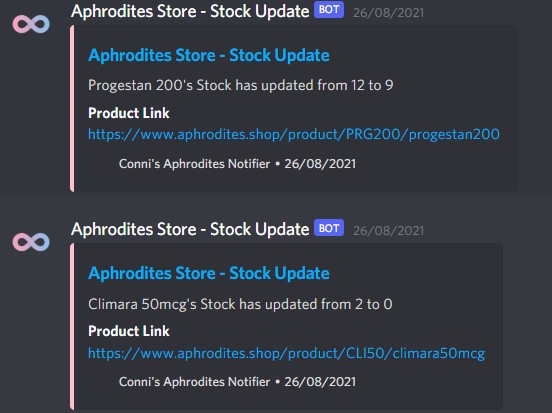 Aphrodites Store - Stock Update BOT 26/08/2021
Aphrodites Store - Stock Update
Progestan 200's Stock has updated from 12 to 9
Product Link
https://www.aphrodites.shop/product/PRG200/progestan200
Conni's Aphrodites Notifier • 26/08/2021
Aphrodites Store - Stock Update BOT 26/08/2021
Aphrodites Store - Stock Update
Climara 50mcg's Stock has updated from 2 to 0
Product Link
https://www.aphrodites.shop/product/CLI50/climara50mcg
Conni's Aphrodites Notifier • 26/08/2021